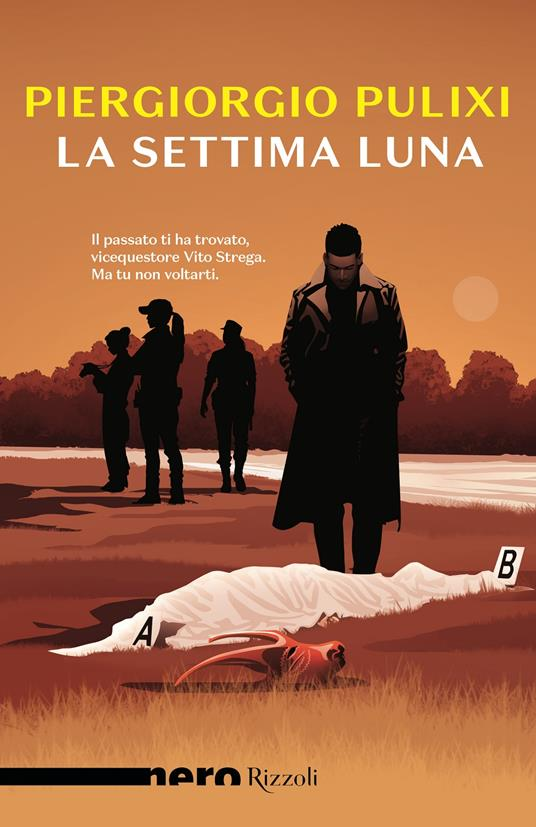 PIERGIORGIO PULIXI
LA SETTIMA LUNA
Il passato ti ha trovato,
vicequestore Vito Strega.
Ma tu non voltarti.
B
A
nero Rizzoli